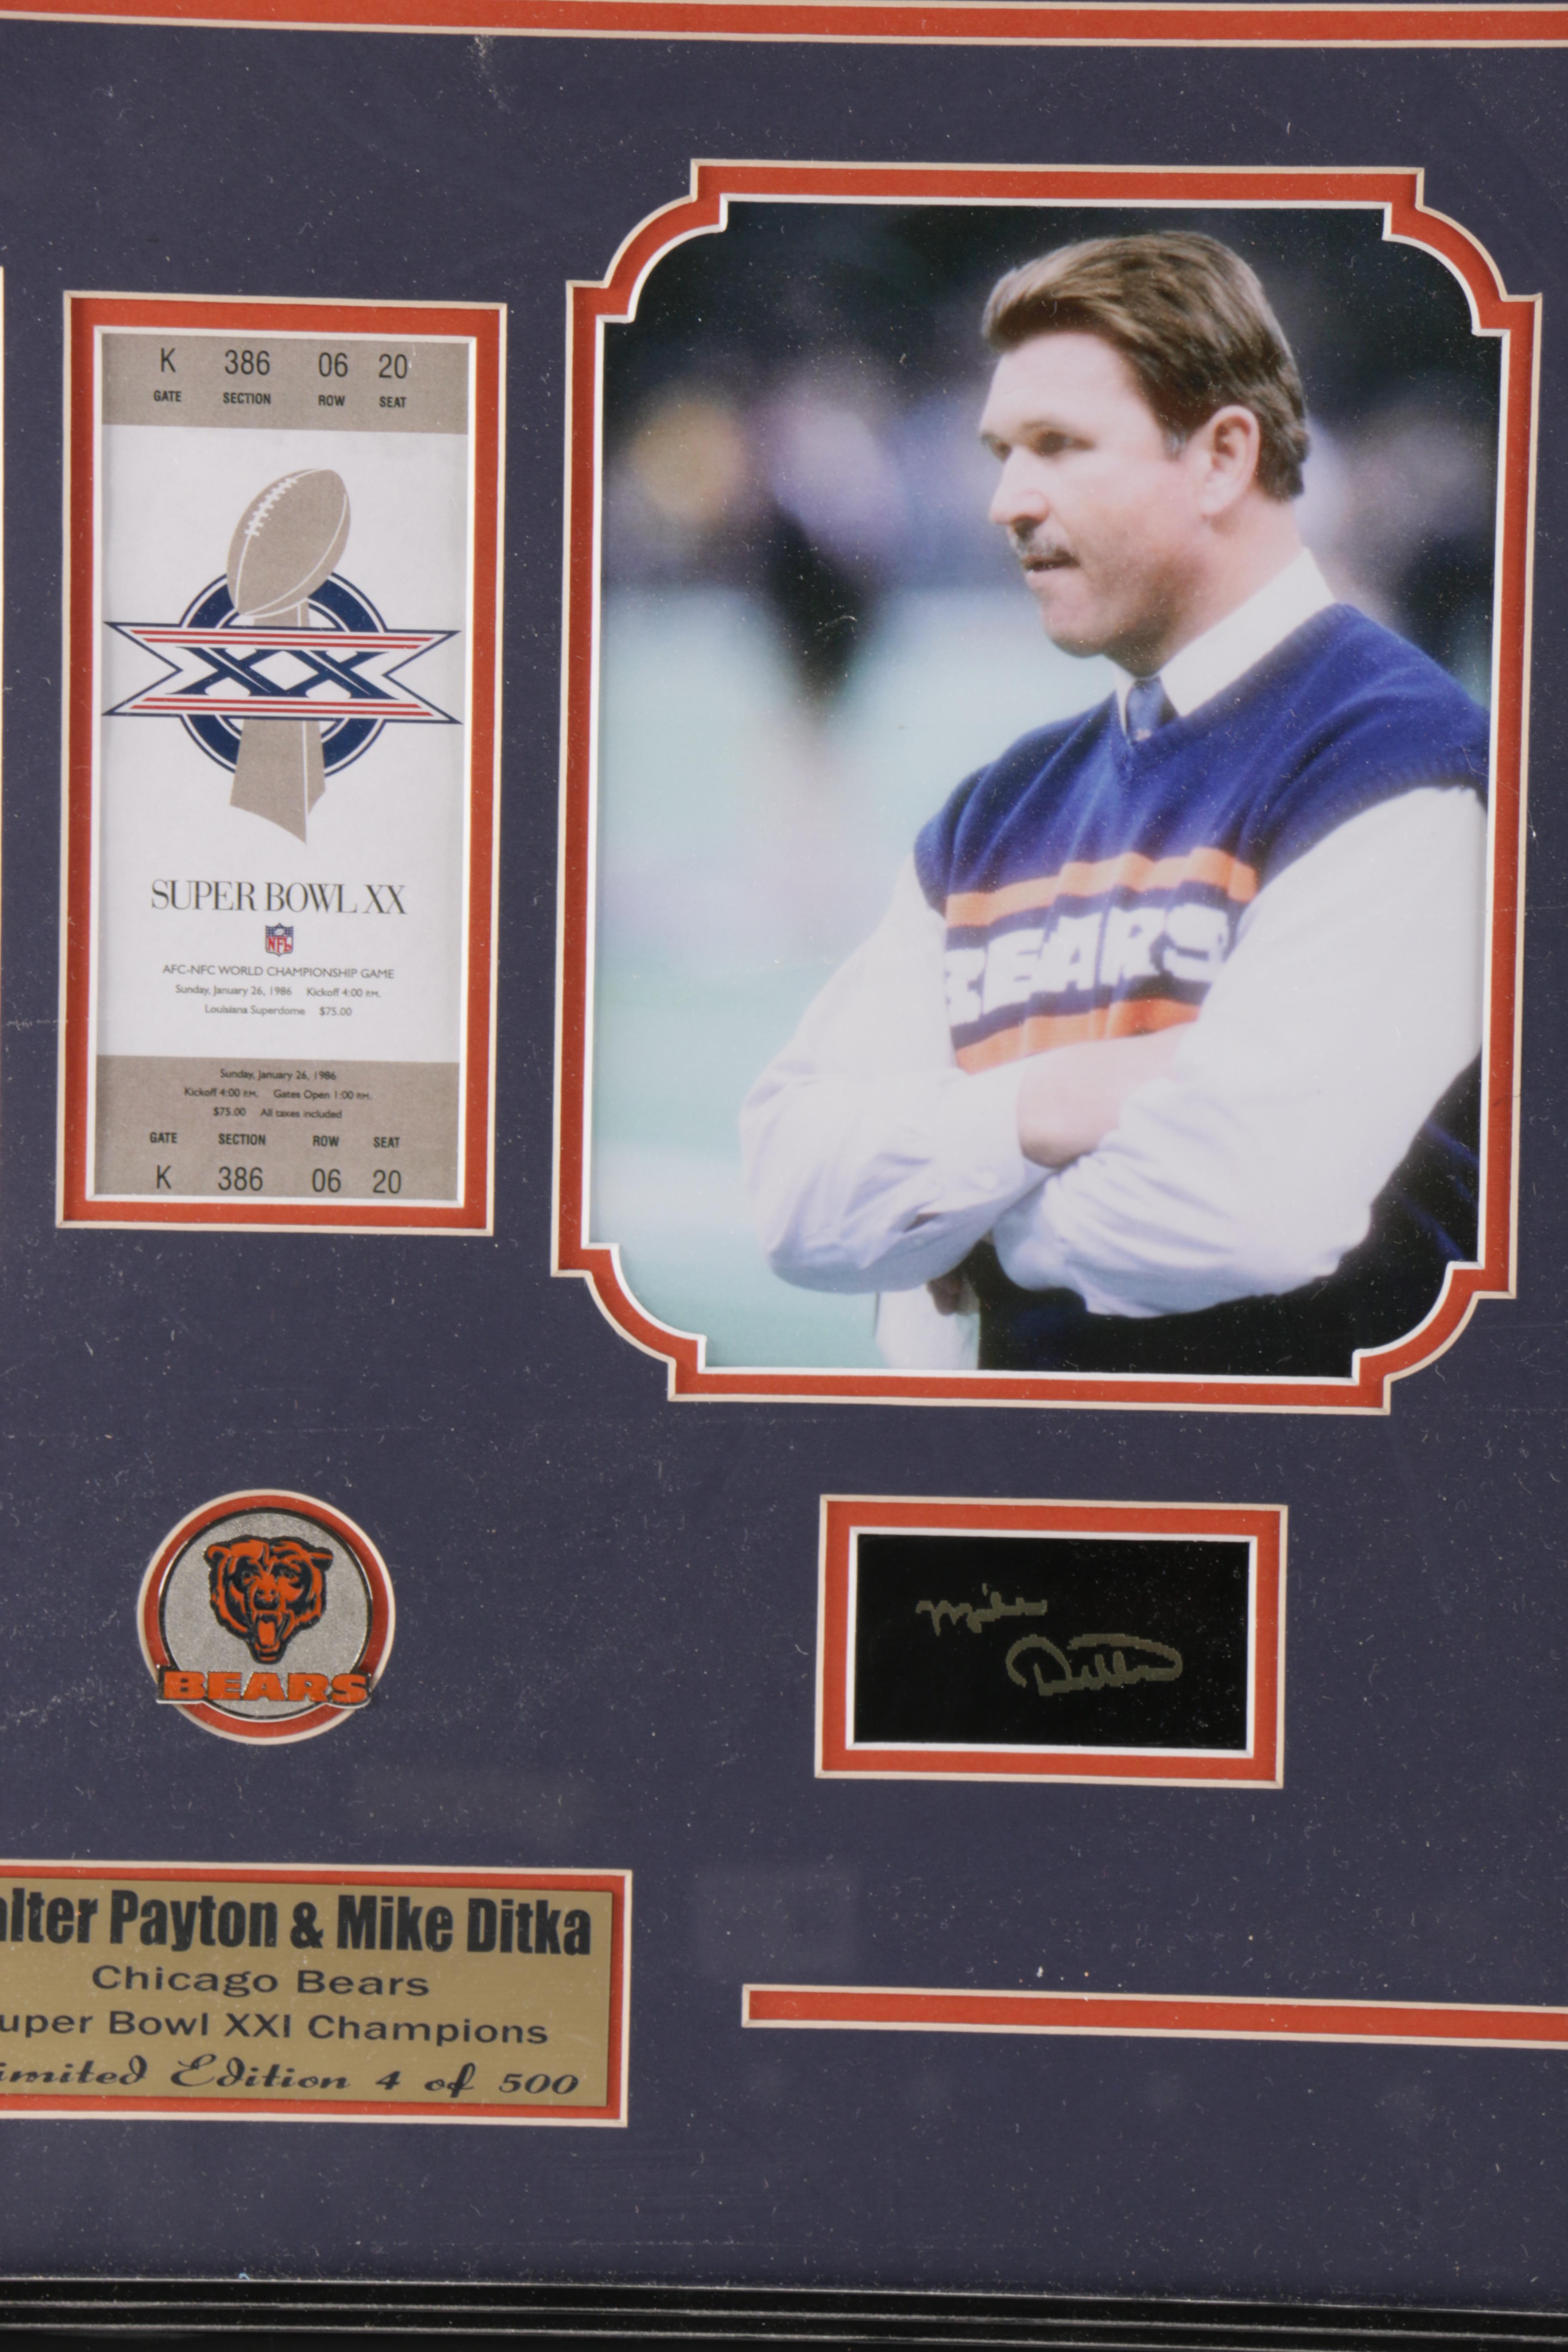 K 386 06 20
GATE SECTION ROW SEAT
XX
SUPER BOWL XX
NFL
AFC-NFC WORLD CHAMPIONSHIP GAME
Sunday, January 26, 1986 Kickoff 4:00 P.M.
Louisiana Superdome $75.00
Sunday, January 26, 1986
Kickoff 4:00 P.M. Gates Open 1:00 P.M.
$75.00 All taxes included
GATE SECTION ROW SEAT
K 386 06 20
BEARS
BEARS
Mike
Ditka
alter Payton & Mike Ditka
Chicago Bears
uper Bowl XXI Champions
imited Edition 4 of 500